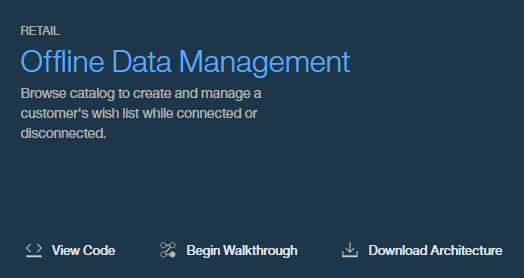 RETAIL
Offline Data Management
Browse catalog to create and manage a
customer's wish list while connected or
disconnected.
View Code
Begin Walkthrough
Download Architecture